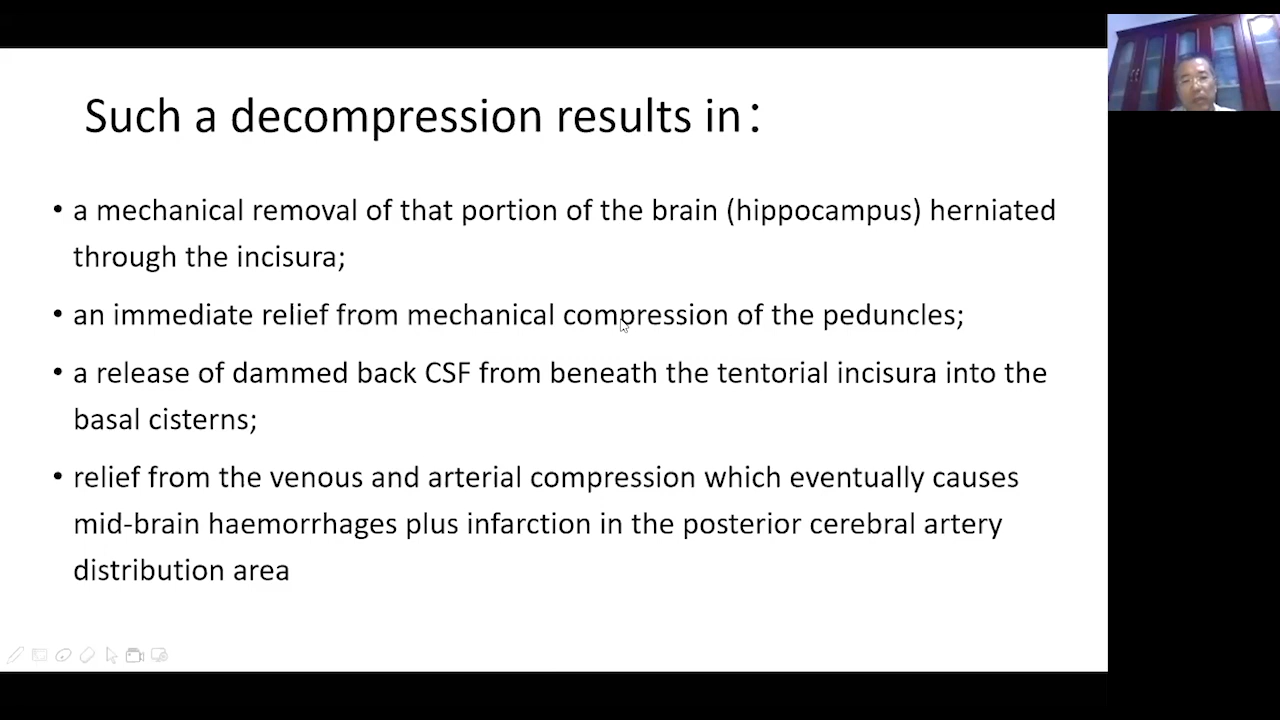 Such a decompression results in：
• a mechanical removal of that portion of the brain (hippocampus) herniated
through the incisura;
• an immediate relief from mechanical compression of the peduncles;
• a release of dammed back CSF from beneath the tentorial incisura into the
basal cisterns;
• relief from the venous and arterial compression which eventually causes
mid-brain haemorrhages plus infarction in the posterior cerebral artery
distribution area